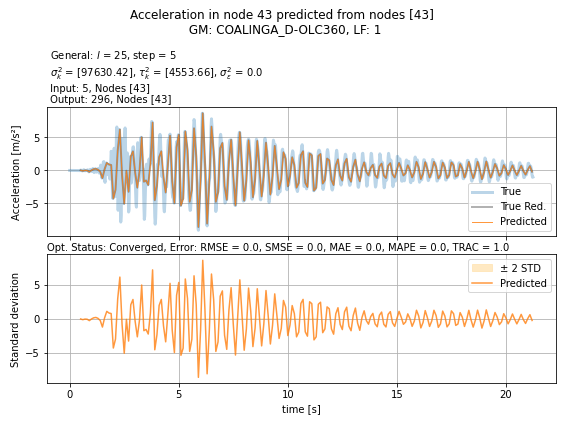 Acceleration in node 43 predicted from nodes [43]
GM: COALINGA_D-OLC360, LF: 1
General: l = 25, step = 5
σ²ₖ = [97630.42], τ²ₖ = [4553.66], σ²ε = 0.0
Input: 5, Nodes [43]
Output: 296, Nodes [43]
Acceleration [m/s²]
5
0
−5
True
True Red.
Predicted
Opt. Status: Converged, Error: RMSE = 0.0, SMSE = 0.0, MAE = 0.0, MAPE = 0.0, TRAC = 1.0
Standard deviation
5
0
−5
± 2 STD
Predicted
0 5 10 15 20
time [s]